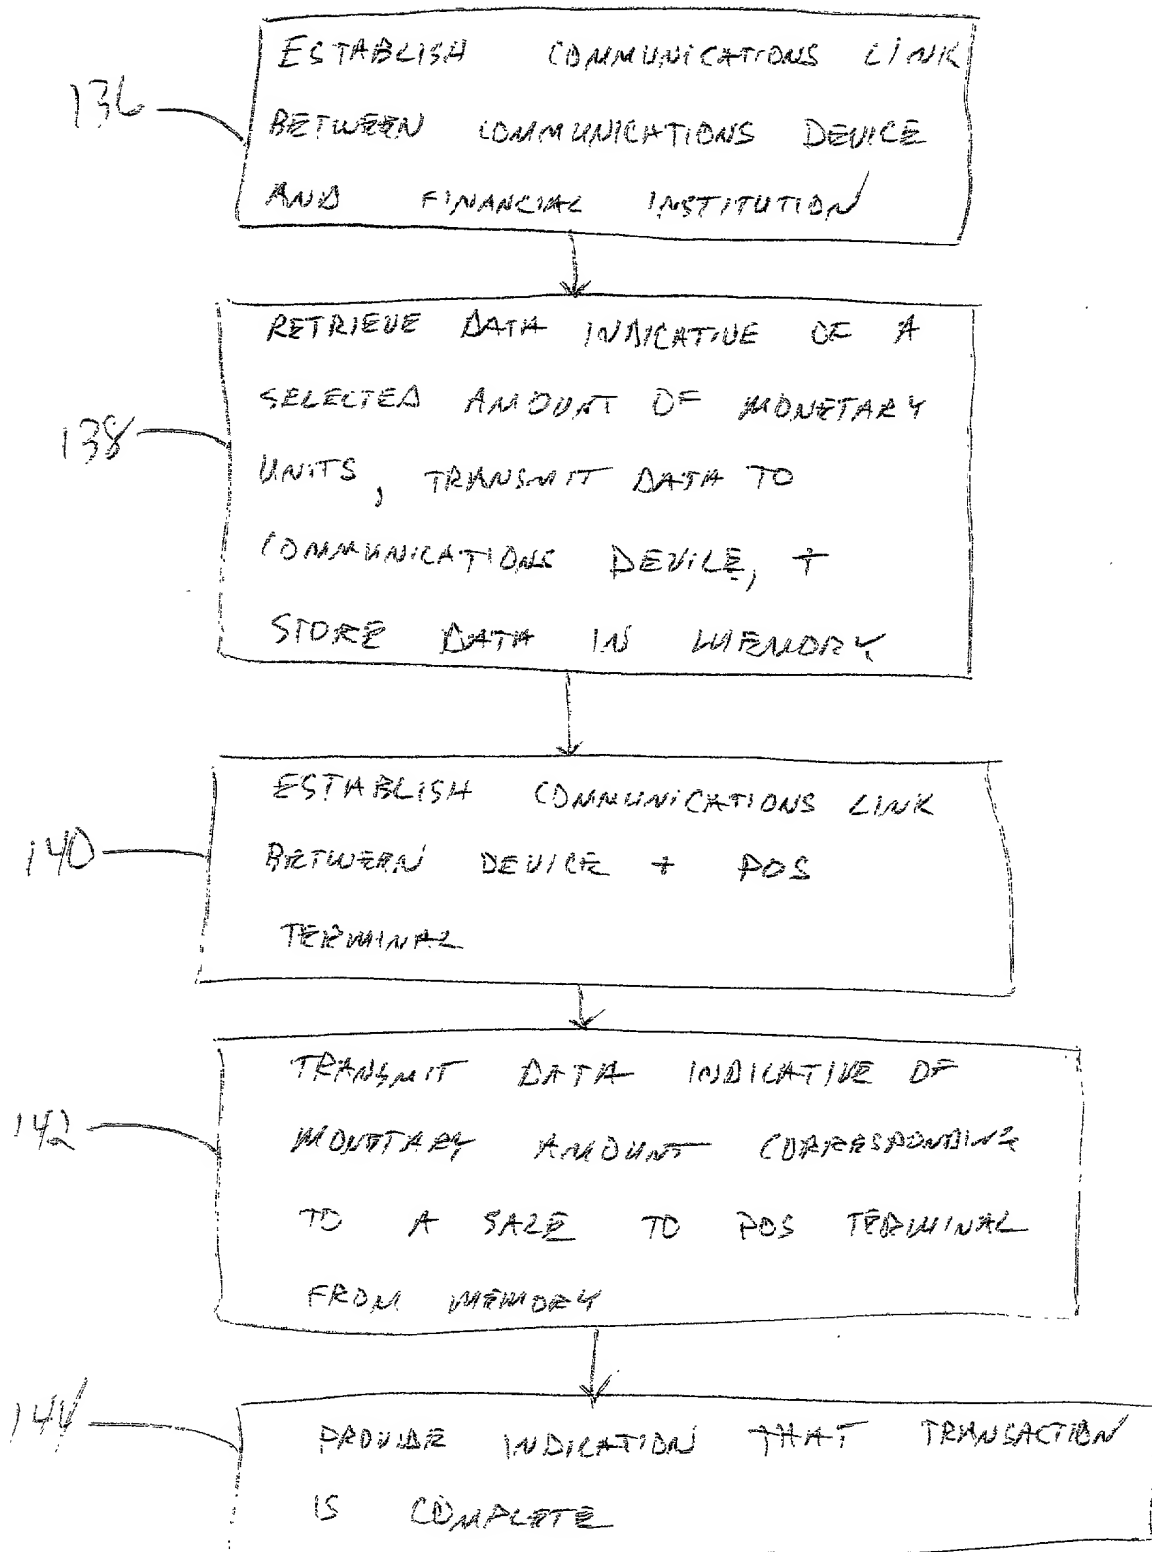 136
ESTABLISH COMMUNICATIONS LINK
BETWEEN COMMUNICATIONS DEVICE
AND FINANCIAL INSTITUTION
138
RETRIEVE DATA INDICATIVE OF A
SELECTED AMOUNT OF MONETARY
UNITS, TRANSMIT DATA TO
COMMUNICATIONS DEVICE, +
STORE DATA IN MEMORY
140
ESTABLISH COMMUNICATIONS LINK
BETWEEN DEVICE + POS
TERMINAL
142
TRANSMIT DATA INDICATIVE OF
MONETARY AMOUNT CORRESPONDING
TO A SALE TO POS TERMINAL
FROM MEMORY
144
PROVIDE INDICATION THAT TRANSACTION
IS COMPLETE